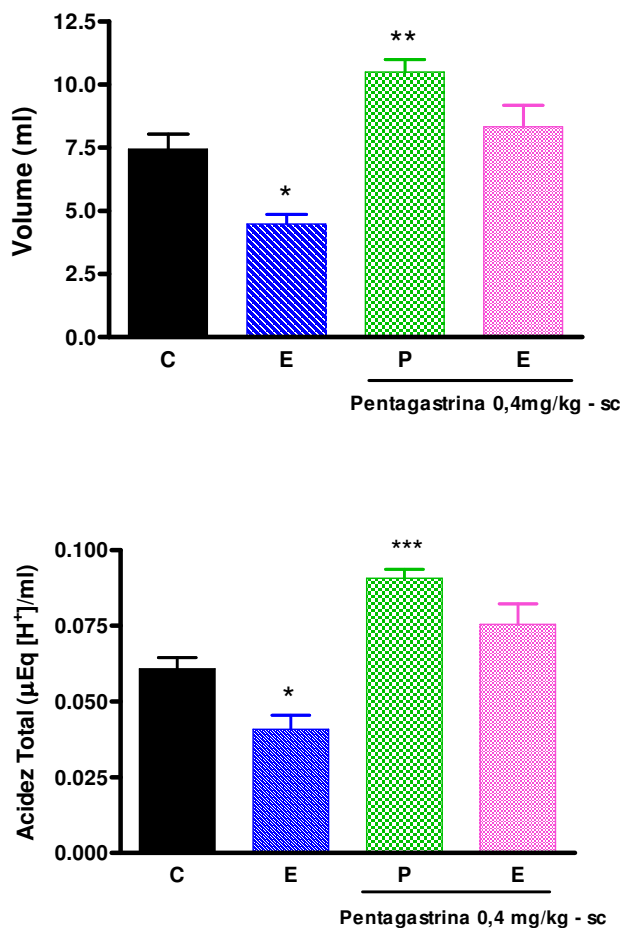 12.5
**
10.0
Volume (ml)
7.5
*
5.0
2.5
0.0
C E P E
Pentagastrina 0,4mg/kg - sc
0.100
***
Acidez Total (µEq [H⁺]/ml)
0.075
0.050
*
0.025
0.000
C E P E
Pentagastrina 0,4 mg/kg - sc